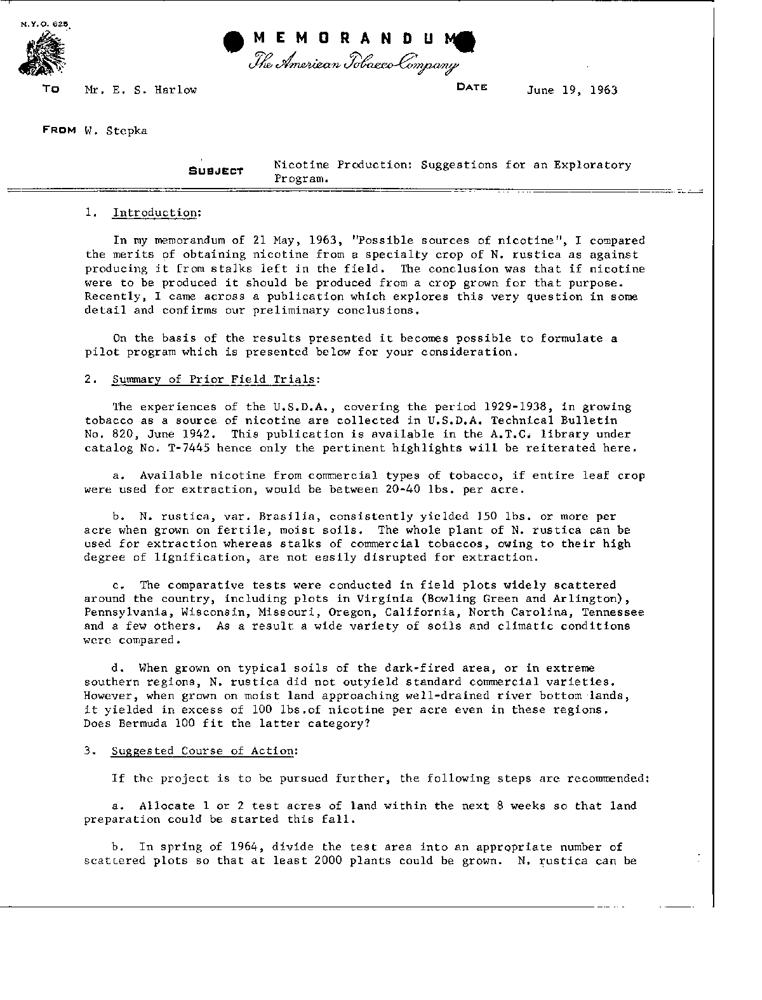 N.Y.O. 625
MEMORANDUM
The American Tobacco Company
TO Mr. E. S. Harlow DATE June 19, 1963
FROM W. Stepka
SUBJECT Nicotine Production: Suggestions for an Exploratory
Program.
1. Introduction:
In my memorandum of 21 May, 1963, "Possible sources of nicotine", I compared
the merits of obtaining nicotine from a specialty crop of N. rustica as against
producing it from stalks left in the field. The conclusion was that if nicotine
were to be produced it should be produced from a crop grown for that purpose.
Recently, I came across a publication which explores this very question in some
detail and confirms our preliminary conclusions.
On the basis of the results presented it becomes possible to formulate a
pilot program which is presented below for your consideration.
2. Summary of Prior Field Trials:
The experiences of the U.S.D.A., covering the period 1929-1938, in growing
tobacco as a source of nicotine are collected in U.S.D.A. Technical Bulletin
No. 820, June 1942. This publication is available in the A.T.C. library under
catalog No. T-7445 hence only the pertinent highlights will be reiterated here.
a. Available nicotine from commercial types of tobacco, if entire leaf crop
were used for extraction, would be between 20-40 lbs. per acre.
b. N. rustica, var. Brasilia, consistently yielded 150 lbs. or more per
acre when grown on fertile, moist soils. The whole plant of N. rustica can be
used for extraction whereas stalks of commercial tobaccos, owing to their high
degree of lignification, are not easily disrupted for extraction.
c. The comparative tests were conducted in field plots widely scattered
around the country, including plots in Virginia (Bowling Green and Arlington),
Pennsylvania, Wisconsin, Missouri, Oregon, California, North Carolina, Tennessee
and a few others. As a result a wide variety of soils and climatic conditions
were compared.
d. When grown on typical soils of the dark-fired area, or in extreme
southern regions, N. rustica did not outyield standard commercial varieties.
However, when grown on moist land approaching well-drained river bottom lands,
it yielded in excess of 100 lbs.of nicotine per acre even in these regions.
Does Bermuda 100 fit the latter category?
3. Suggested Course of Action:
If the project is to be pursued further, the following steps are recommended:
a. Allocate 1 or 2 test acres of land within the next 8 weeks so that land
preparation could be started this fall.
b. In spring of 1964, divide the test area into an appropriate number of
scattered plots so that at least 2000 plants could be grown. N. rustica can be